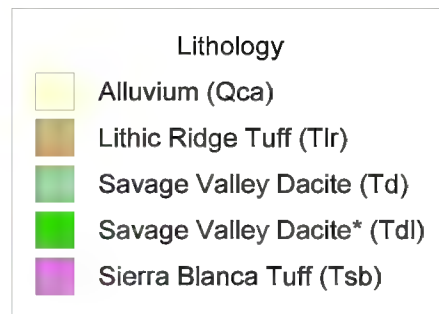 Lithology
Alluvium (Qca)
Lithic Ridge Tuff (Tlr)
Savage Valley Dacite (Td)
Savage Valley Dacite* (Tdl)
Sierra Blanca Tuff (Tsb)